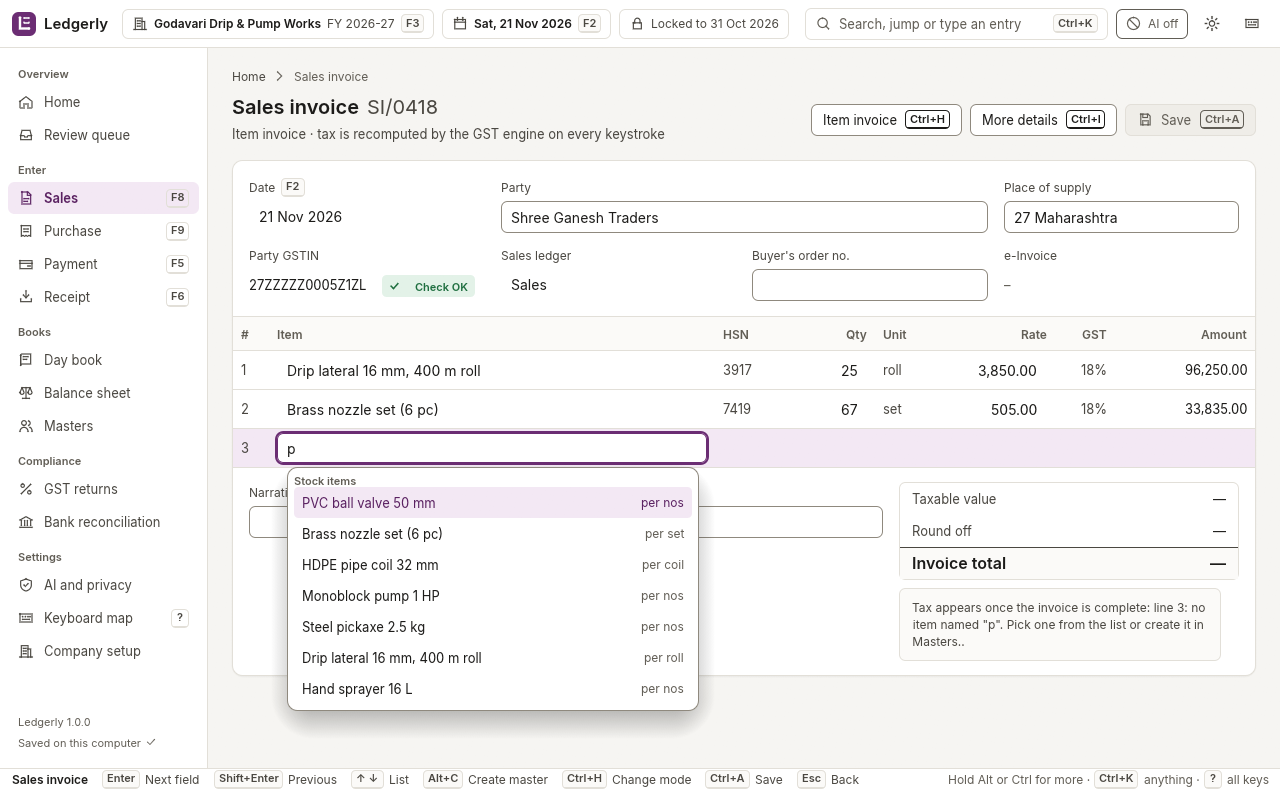 Ledgerly
Godavari Drip & Pump Works FY 2026-27 F3
Sat, 21 Nov 2026 F2
Locked to 31 Oct 2026
Search, jump or type an entry Ctrl+K
AI off
Overview
Home
Review queue
Enter
Sales F8
Purchase F9
Payment F5
Receipt F6
Books
Day book
Balance sheet
Masters
Compliance
GST returns
Bank reconciliation
Settings
AI and privacy
Keyboard map ?
Company setup
Ledgerly 1.0.0
Saved on this computer
Home Sales invoice
Sales invoice SI/0418
Item invoice · tax is recomputed by the GST engine on every keystroke
Item invoice Ctrl+H
More details Ctrl+I
Save Ctrl+A
Date F2
21 Nov 2026
Party
Shree Ganesh Traders
Place of supply
27 Maharashtra
Party GSTIN
27ZZZZZ0005Z1ZL Check OK
Sales ledger
Sales
Buyer's order no.
e-Invoice
–
# Item HSN Qty Unit Rate GST Amount
1 Drip lateral 16 mm, 400 m roll 3917 25 roll 3,850.00 18% 96,250.00
2 Brass nozzle set (6 pc) 7419 67 set 505.00 18% 33,835.00
3 p
Stock items
PVC ball valve 50 mm per nos
Brass nozzle set (6 pc) per set
HDPE pipe coil 32 mm per coil
Monoblock pump 1 HP per nos
Steel pickaxe 2.5 kg per nos
Drip lateral 16 mm, 400 m roll per roll
Hand sprayer 16 L per nos
Narrati
Taxable value —
Round off —
Invoice total —
Tax appears once the invoice is complete: line 3: no
item named "p". Pick one from the list or create it in
Masters..
Sales invoice Enter Next field Shift+Enter Previous ↑ ↓ List Alt+C Create master Ctrl+H Change mode Ctrl+A Save Esc Back
Hold Alt or Ctrl for more · Ctrl+K anything · ? all keys